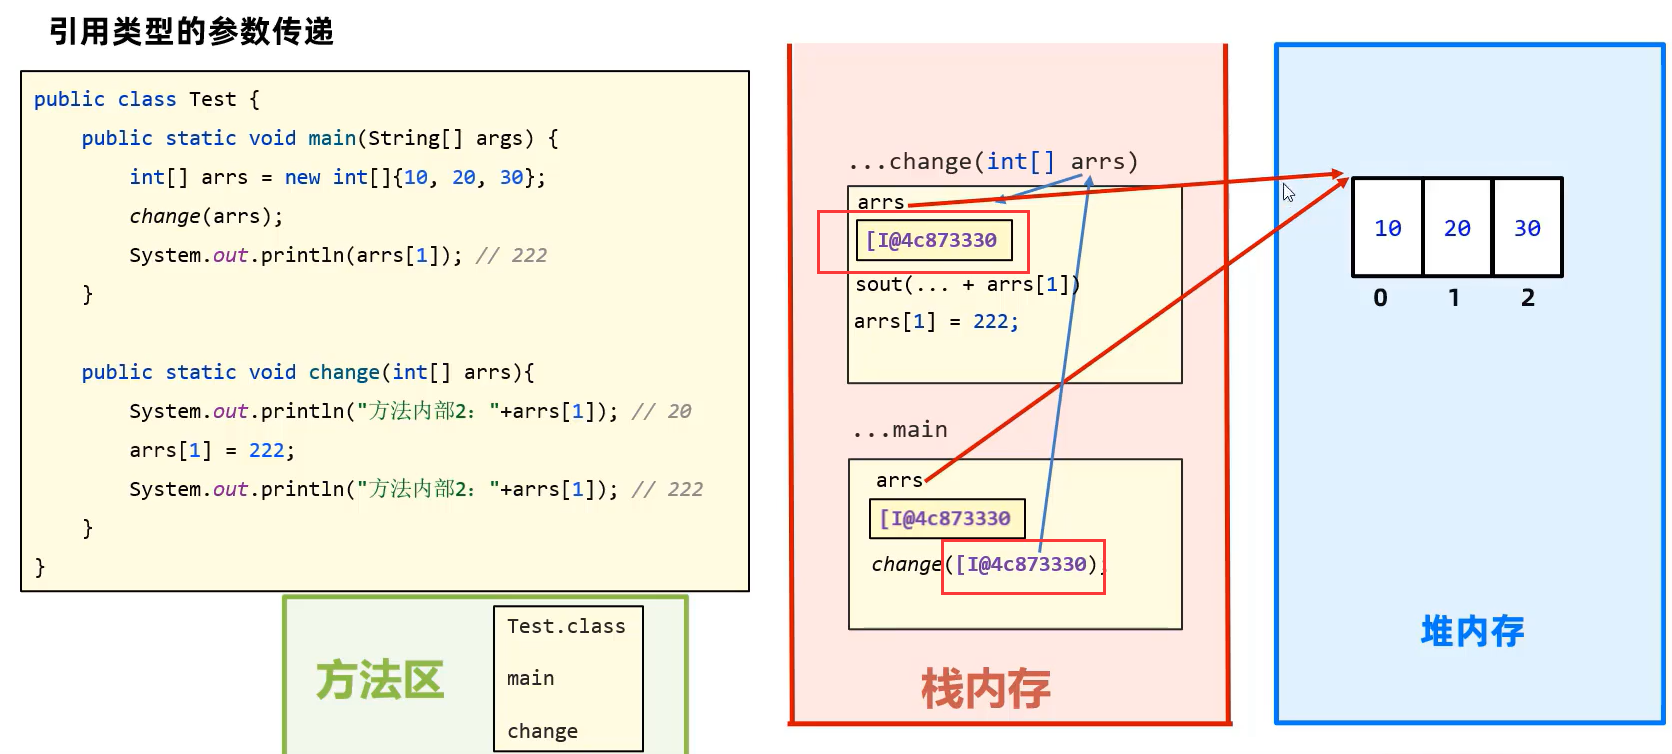 引用类型的参数传递
public class Test {
public static void main(String[] args) {
int[] arrs = new int[]{10, 20, 30};
change(arrs);
System.out.println(arrs[1]); // 222
}
public static void change(int[] arrs){
System.out.println("方法内部2："+arrs[1]); // 20
arrs[1] = 222;
System.out.println("方法内部2："+arrs[1]); // 222
}
}
方法区
Test.class
main
change
...change(int[] arrs)
arrs
[I@4c873330
sout(... + arrs[1])
arrs[1] = 222;
...main
arrs
[I@4c873330
change([I@4c873330);
栈内存
10 20 30
0 1 2
堆内存